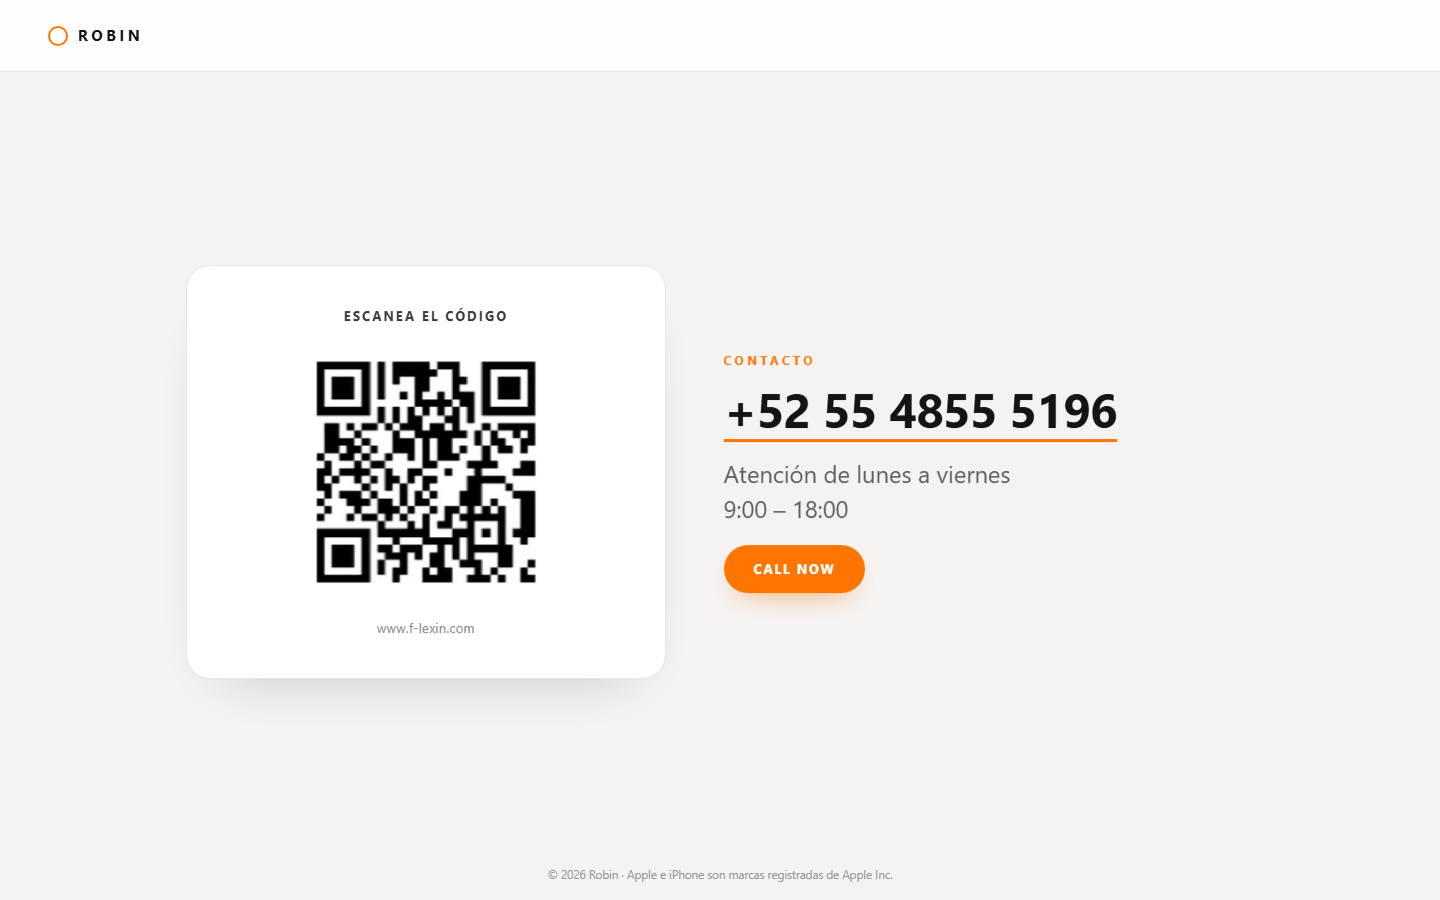 ROBIN
ESCANEA EL CÓDIGO
www.f-lexin.com
CONTACTO
+52 55 4855 5196
Atención de lunes a viernes
9:00 – 18:00
CALL NOW
© 2026 Robin · Apple e iPhone son marcas registradas de Apple Inc.